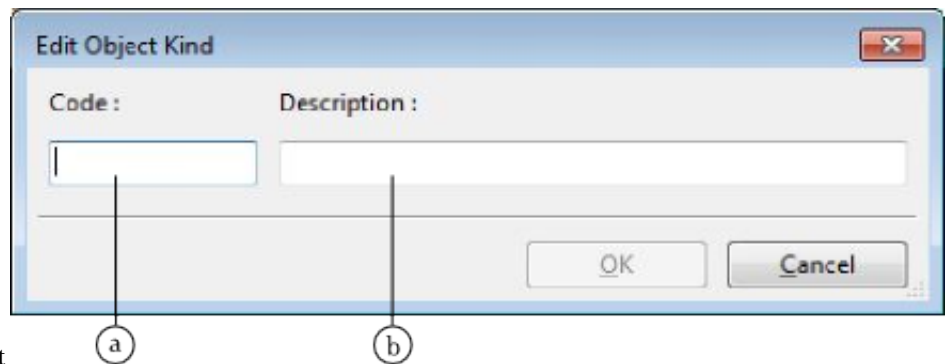 Edit Object Kind
Code :
Description :
OK
Cancel
t
a
b